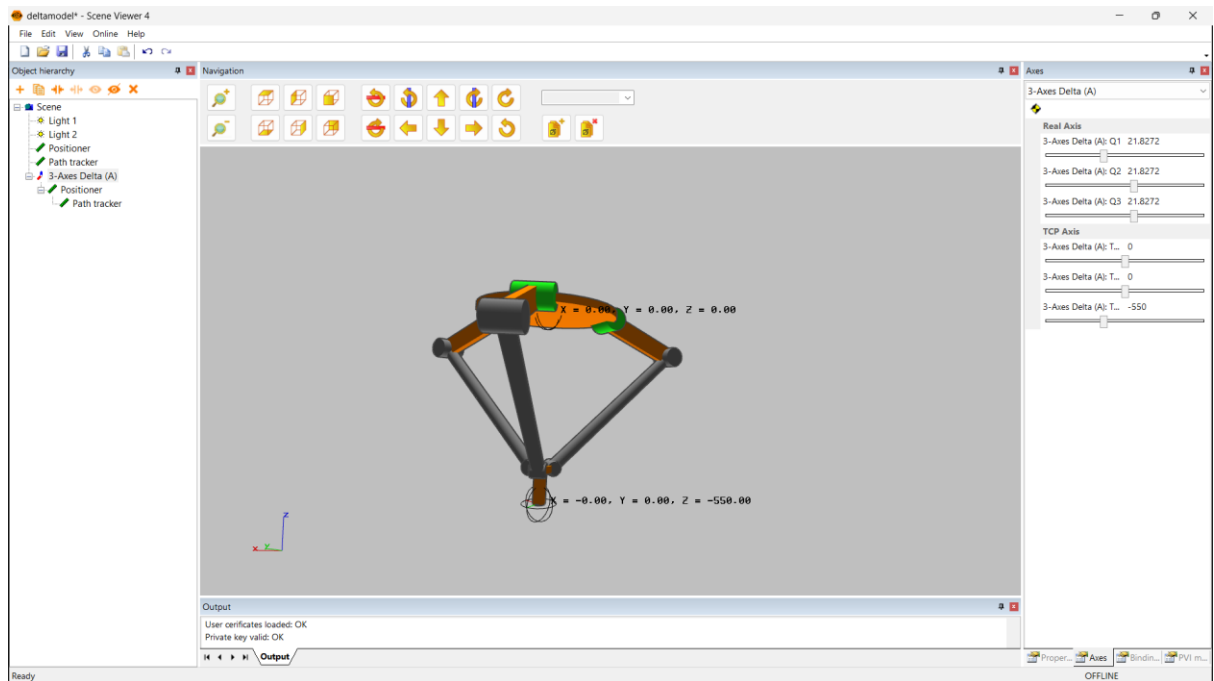 deltamodel* - Scene Viewer 4
File Edit View Online Help
Object hierarchy
Navigation
Axes
Scene
Light 1
Light 2
Positioner
Path tracker
3-Axes Delta (A)
Positioner
Path tracker
3-Axes Delta (A)
Real Axis
3-Axes Delta (A): Q1 21.8272
3-Axes Delta (A): Q2 21.8272
3-Axes Delta (A): Q3 21.8272
TCP Axis
3-Axes Delta (A): T... 0
3-Axes Delta (A): T... 0
3-Axes Delta (A): T... -550
X = 0.00, Y = 0.00, Z = 0.00
X = -0.00, Y = 0.00, Z = -550.00
z
x
Output
User cerificates loaded: OK
Private key valid: OK
Output
Proper... Axes Bindin... PVI m...
Ready
OFFLINE